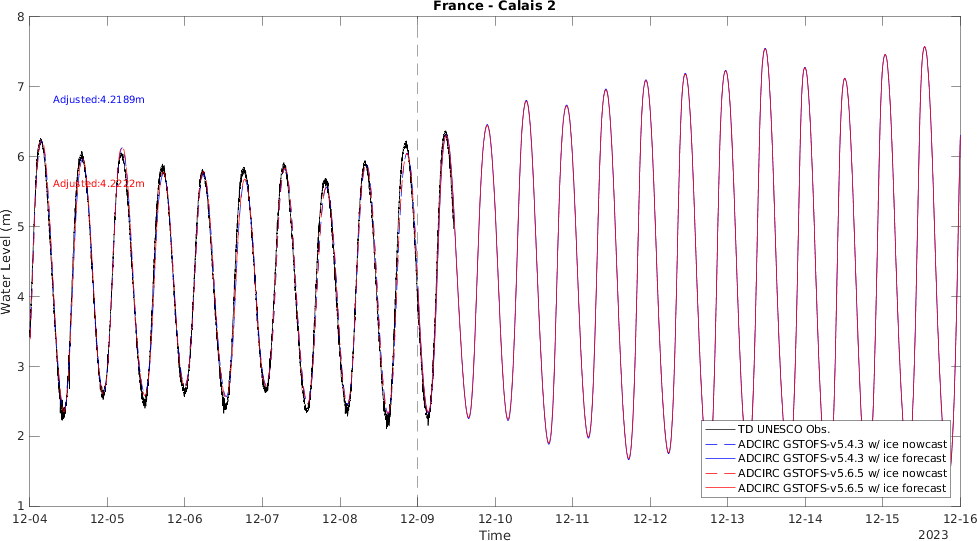 France - Calais 2
8
7
6
5
4
3
2
1
Water Level (m)
Adjusted:4.2189m
Adjusted:4.2222m
TD UNESCO Obs.
ADCIRC GSTOFS-v5.4.3 w/ ice nowcast
ADCIRC GSTOFS-v5.4.3 w/ ice forecast
ADCIRC GSTOFS-v5.6.5 w/ ice nowcast
ADCIRC GSTOFS-v5.6.5 w/ ice forecast
12-04 12-05 12-06 12-07 12-08 12-09 12-10 12-11 12-12 12-13 12-14 12-15 12-16
Time
2023